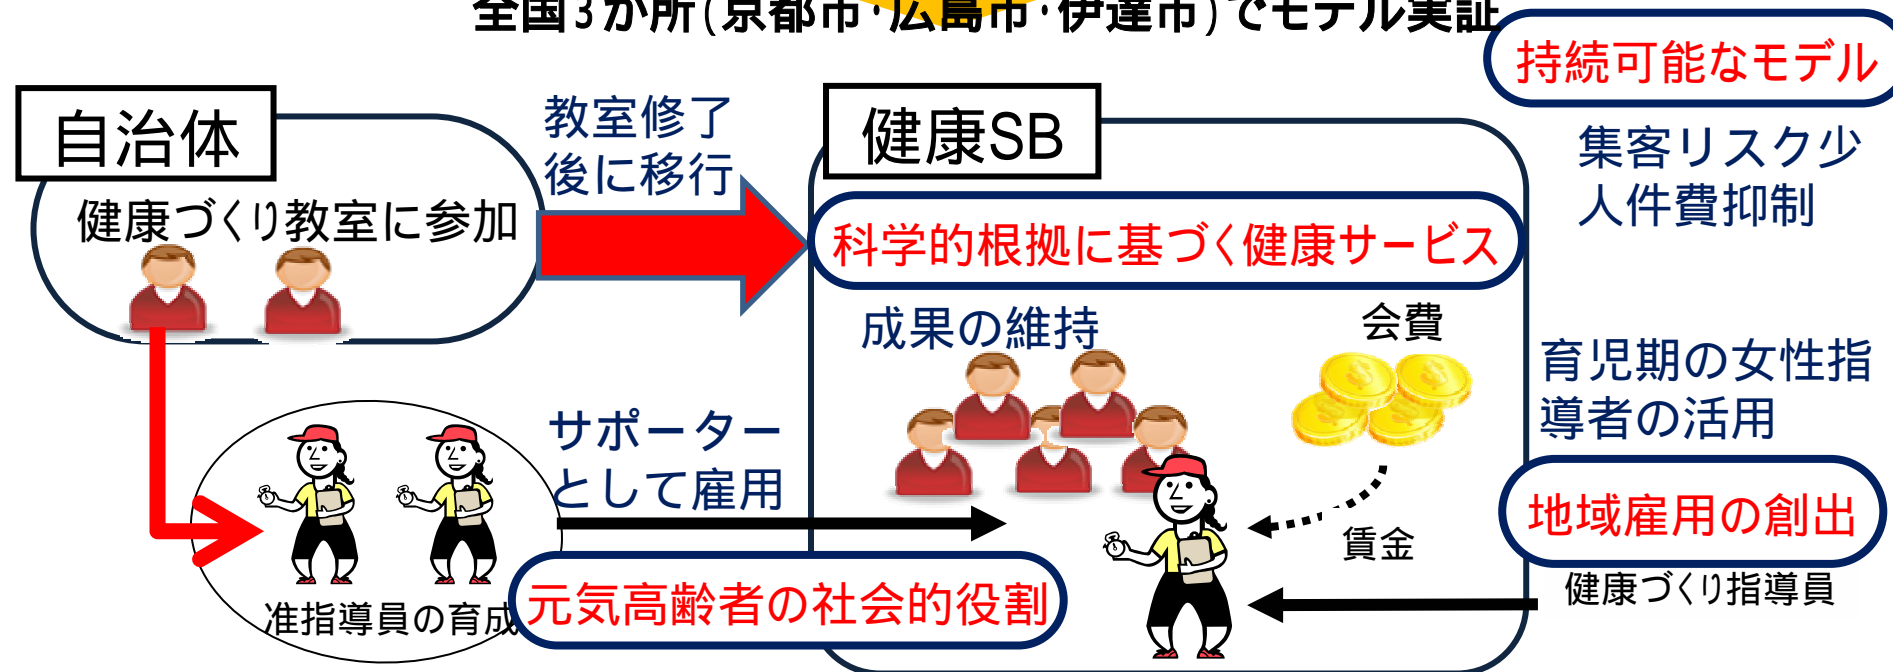 全国3か所(京都市・広島市・伊達市)でモデル実証
持続可能なモデル
集客リスク少
人件費抑制
自治体
健康づくり教室に参加
教室修了
後に移行
健康SB
科学的根拠に基づく健康サービス
成果の維持
会費
育児期の女性指
導者の活用
サポーター
として雇用
賃金
地域雇用の創出
健康づくり指導員
准指導員の育成
元気高齢者の社会的役割